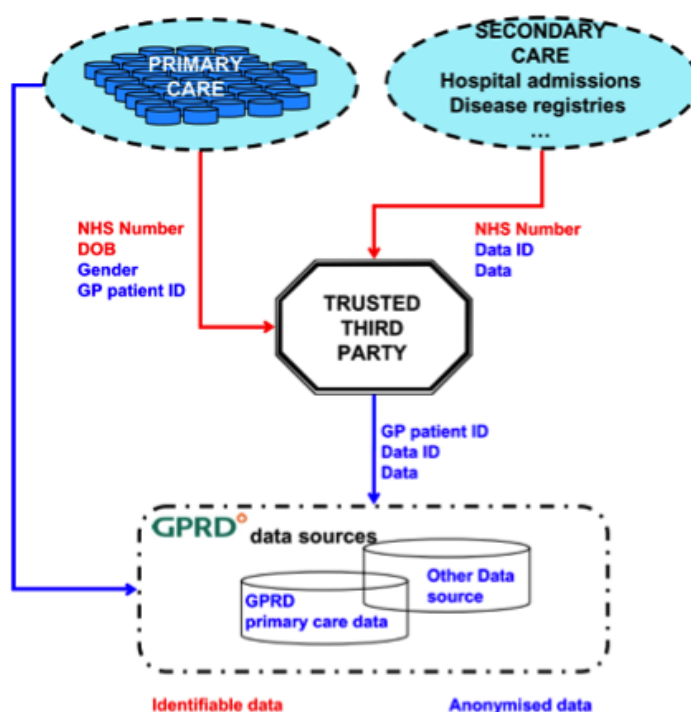 PRIMARY
CARE
SECONDARY
CARE
Hospital admissions
Disease registries
...
NHS Number
DOB
Gender
GP patient ID
NHS Number
Data ID
Data
TRUSTED
THIRD
PARTY
GP patient ID
Data ID
Data
GPRD data sources
GPRD
primary care data
Other Data
source
Identifiable data
Anonymised data